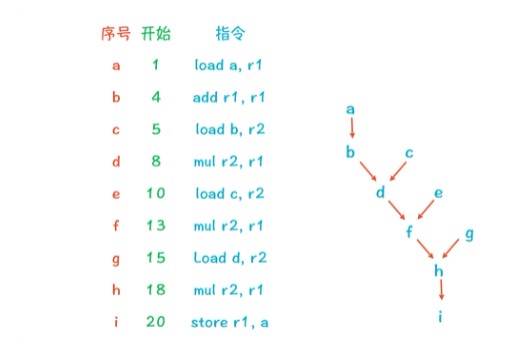 序号 开始 指令
a 1 load a, r1
b 4 add r1, r1
c 5 load b, r2
d 8 mul r2, r1
e 10 load c, r2
f 13 mul r2, r1
g 15 Load d, r2
h 18 mul r2, r1
i 20 store r1, a
a
b c
d e
f g
h
i